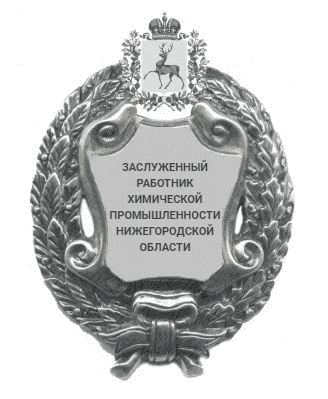 ЗАСЛУЖЕННЫЙ
РАБОТНИК
ХИМИЧЕСКОЙ
ПРОМЫШЛЕННОСТИ
НИЖЕГОРОДСКОЙ
ОБЛАСТИ